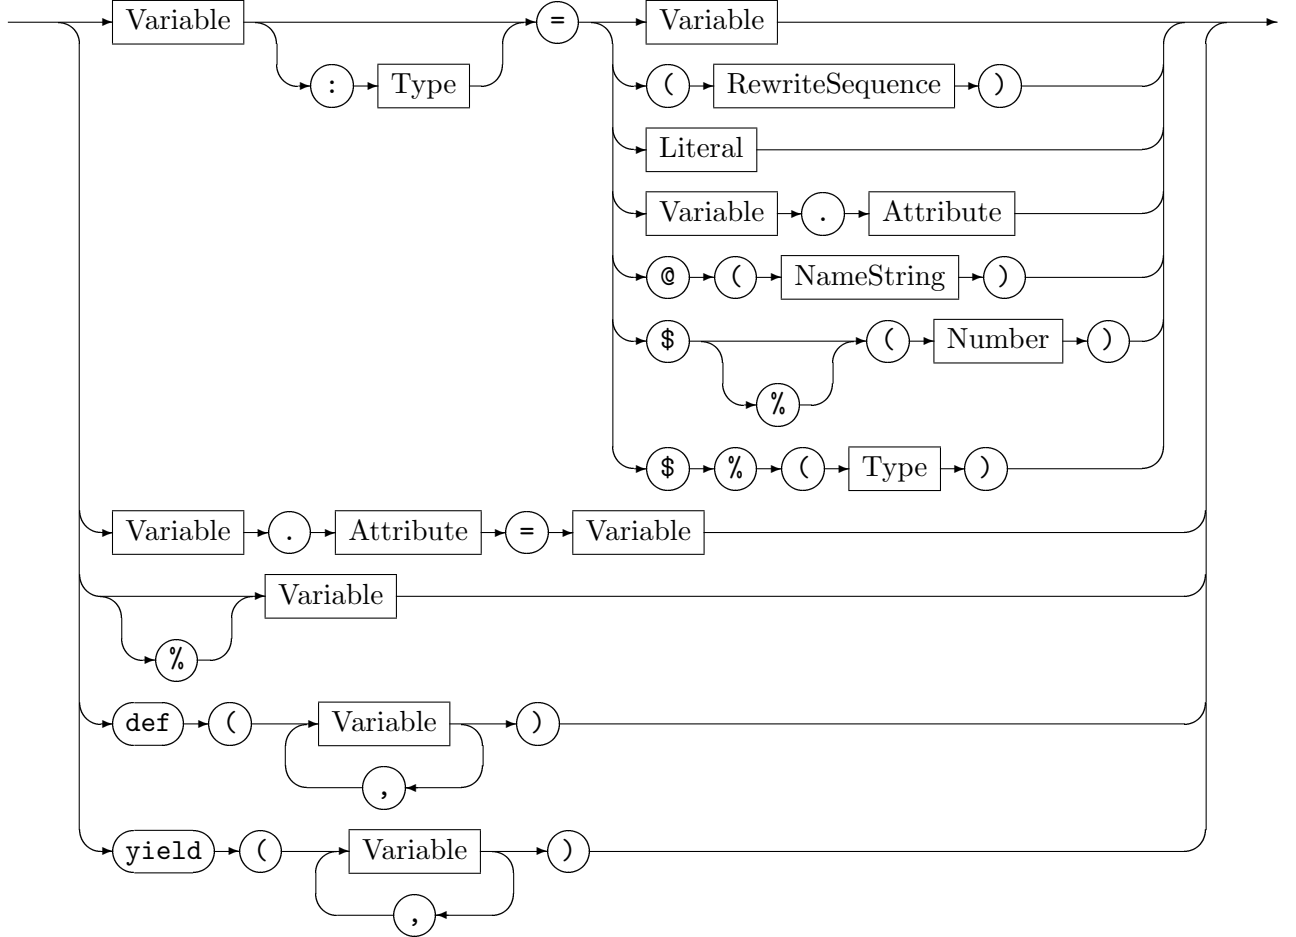 Variable = Variable
: Type ( RewriteSequence )
Literal
Variable . Attribute
@ ( NameString )
$ ( Number )
%
$ % ( Type )
Variable . Attribute = Variable
Variable
%
def ( Variable )
,
yield ( Variable )
,